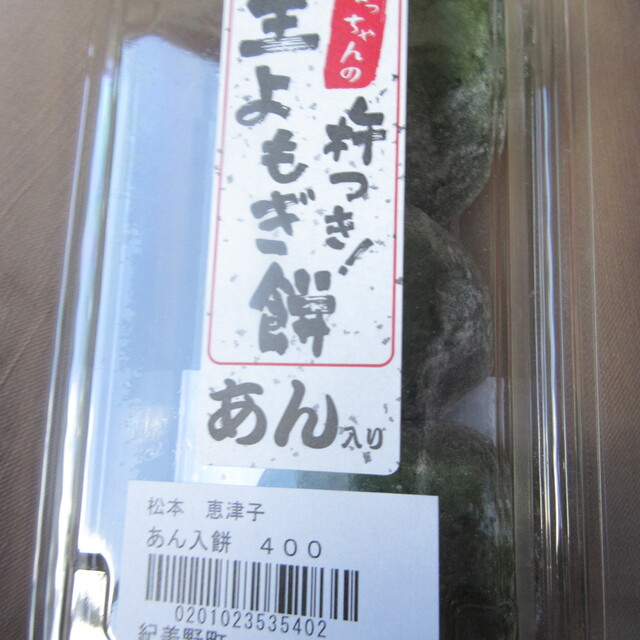 っちゃんの
杵つき!
生よもぎ餅
あん入り
松本 恵津子
あん入餅 400
0201023535402
紀美野町